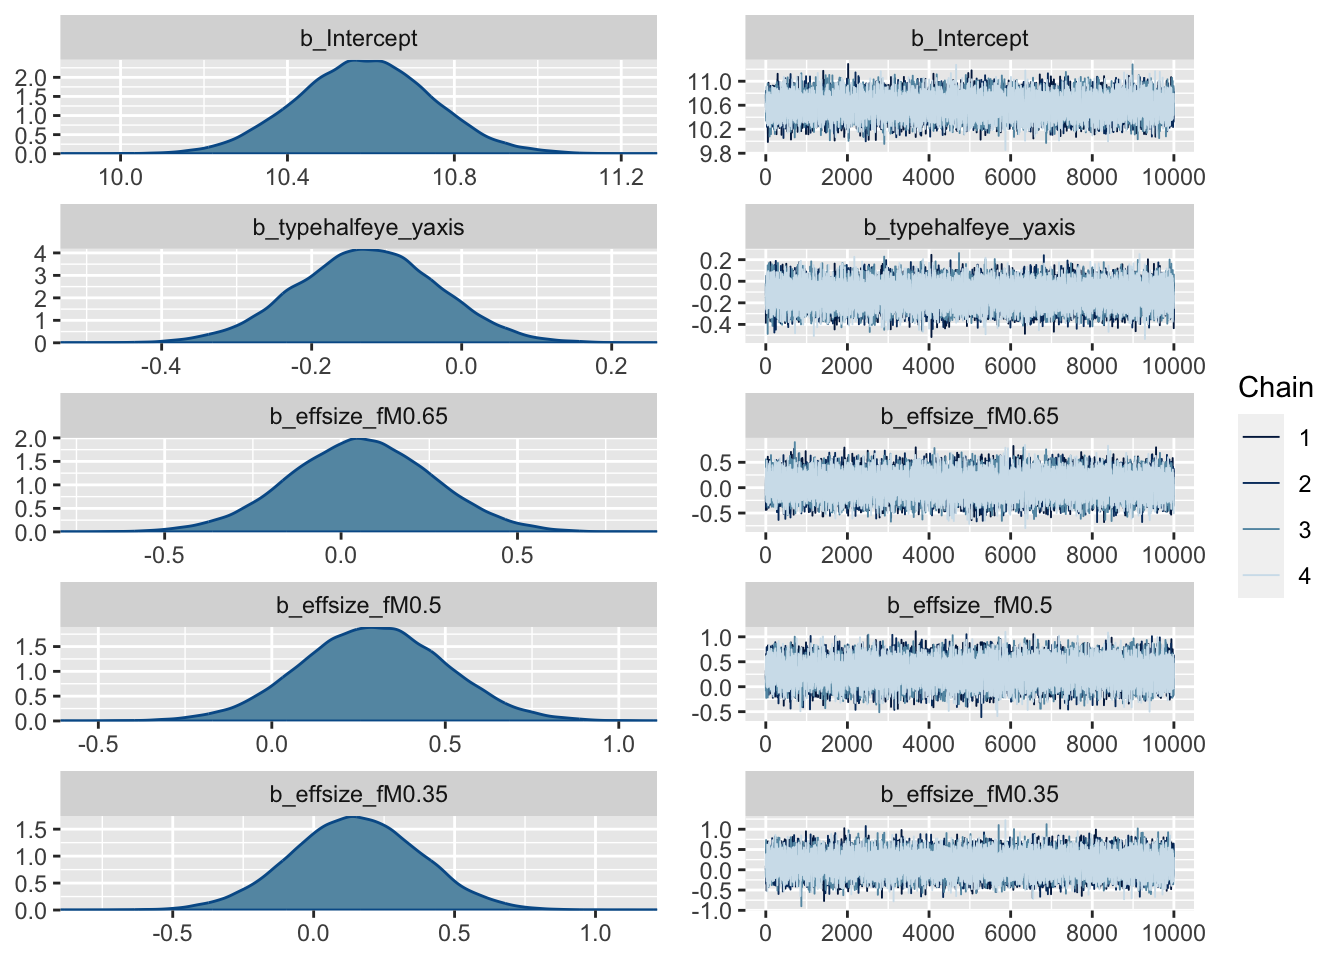 b_Intercept
2.0
1.5
1.0
0.5
0.0
10.0 10.4 10.8 11.2
b_Intercept
11.0
10.6
10.2
9.8
0 2000 4000 6000 8000 10000
b_typehalfeye_yaxis
4
3
2
1
0
-0.4 -0.2 0.0 0.2
b_typehalfeye_yaxis
0.2
0.0
-0.2
-0.4
0 2000 4000 6000 8000 10000
b_effsize_fM0.65
2.0
1.5
1.0
0.5
0.0
-0.5 0.0 0.5
b_effsize_fM0.65
0.5
0.0
-0.5
0 2000 4000 6000 8000 10000
b_effsize_fM0.5
1.5
1.0
0.5
0.0
-0.5 0.0 0.5 1.0
b_effsize_fM0.5
1.0
0.5
0.0
-0.5
0 2000 4000 6000 8000 10000
b_effsize_fM0.35
1.5
1.0
0.5
0.0
-0.5 0.0 0.5 1.0
b_effsize_fM0.35
1.0
0.5
0.0
-0.5
-1.0
0 2000 4000 6000 8000 10000
Chain
1
2
3
4